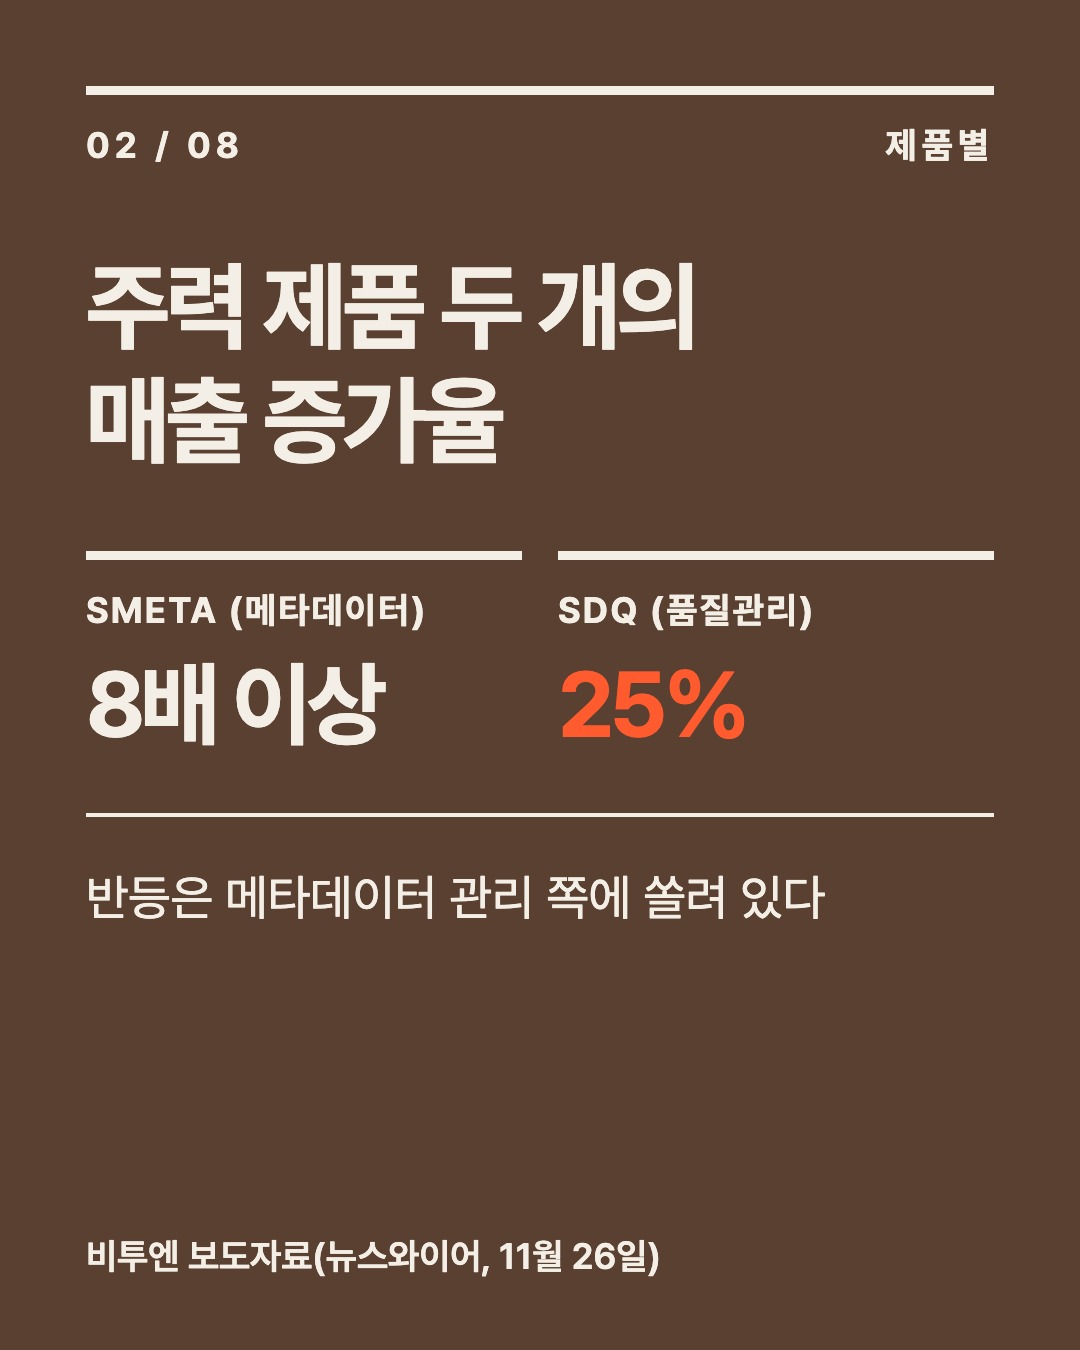 02 / 08
제품별
주력 제품 두 개의
매출 증가율
SMETA (메타데이터)
8배 이상
SDQ (품질관리)
25%
반등은 메타데이터 관리 쪽에 쏠려 있다
비투엔 보도자료(뉴스와이어, 11월 26일)